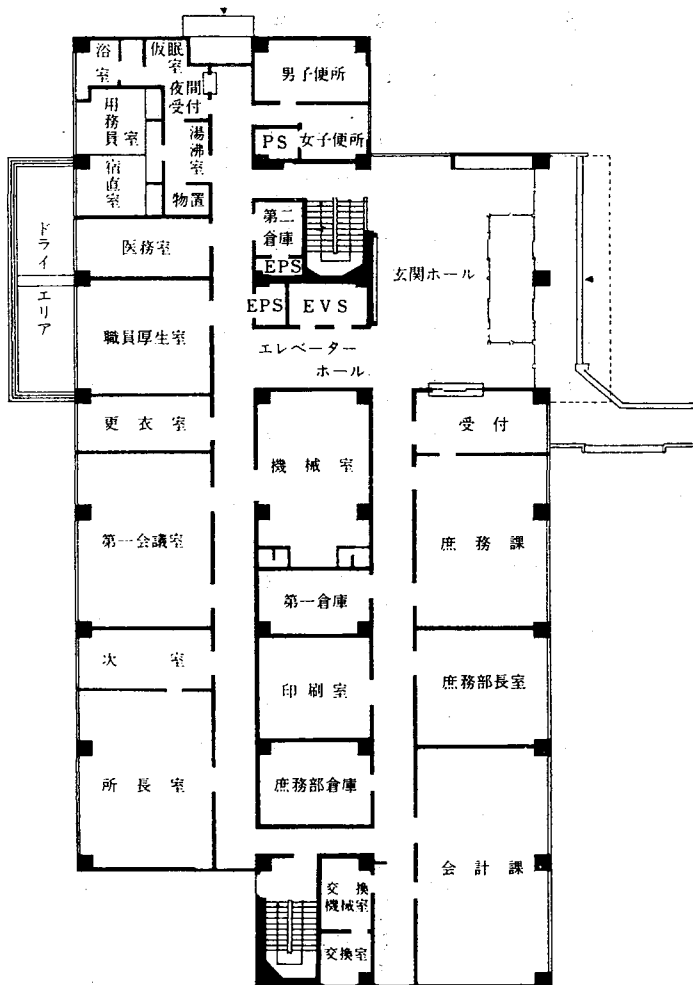 浴室
仮眠室
夜間受付
男子便所
用務員室
湯沸室
PS
女子便所
宿直室
物置
第二倉庫
ドライエリア
医務室
EPS
玄関ホール
職員厚生室
EPS
EVS
エレベーター
ホール
更衣室
受付
機械室
第一会議室
庶務課
第一倉庫
次室
印刷室
庶務部長室
所長室
庶務部倉庫
会計課
交換
機械室
交換室